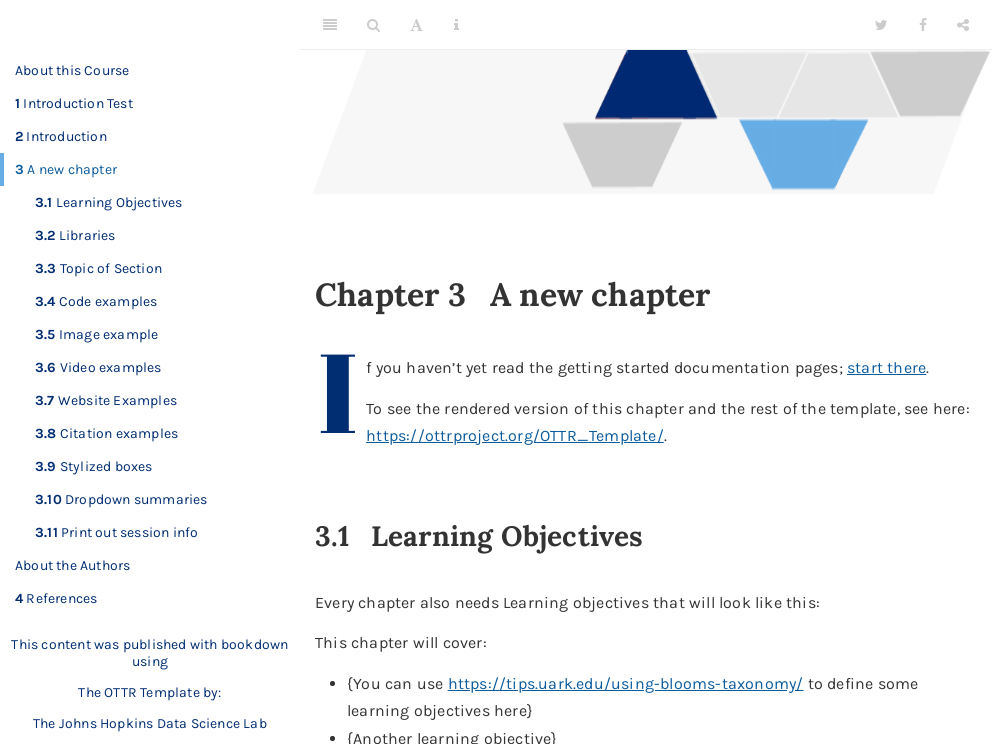 About this Course
1 Introduction Test
2 Introduction
3 A new chapter
3.1 Learning Objectives
3.2 Libraries
3.3 Topic of Section
3.4 Code examples
3.5 Image example
3.6 Video examples
3.7 Website Examples
3.8 Citation examples
3.9 Stylized boxes
3.10 Dropdown summaries
3.11 Print out session info
About the Authors
4 References
This content was published with bookdown
using
The OTTR Template by:
The Johns Hopkins Data Science Lab
A
Chapter 3 A new chapter
If you haven’t yet read the getting started documentation pages; start there.
To see the rendered version of this chapter and the rest of the template, see here:
https://ottrproject.org/OTTR_Template/.
3.1 Learning Objectives
Every chapter also needs Learning objectives that will look like this:
This chapter will cover:
• {You can use https://tips.uark.edu/using-blooms-taxonomy/ to define some
learning objectives here}
• {Another learning objective}